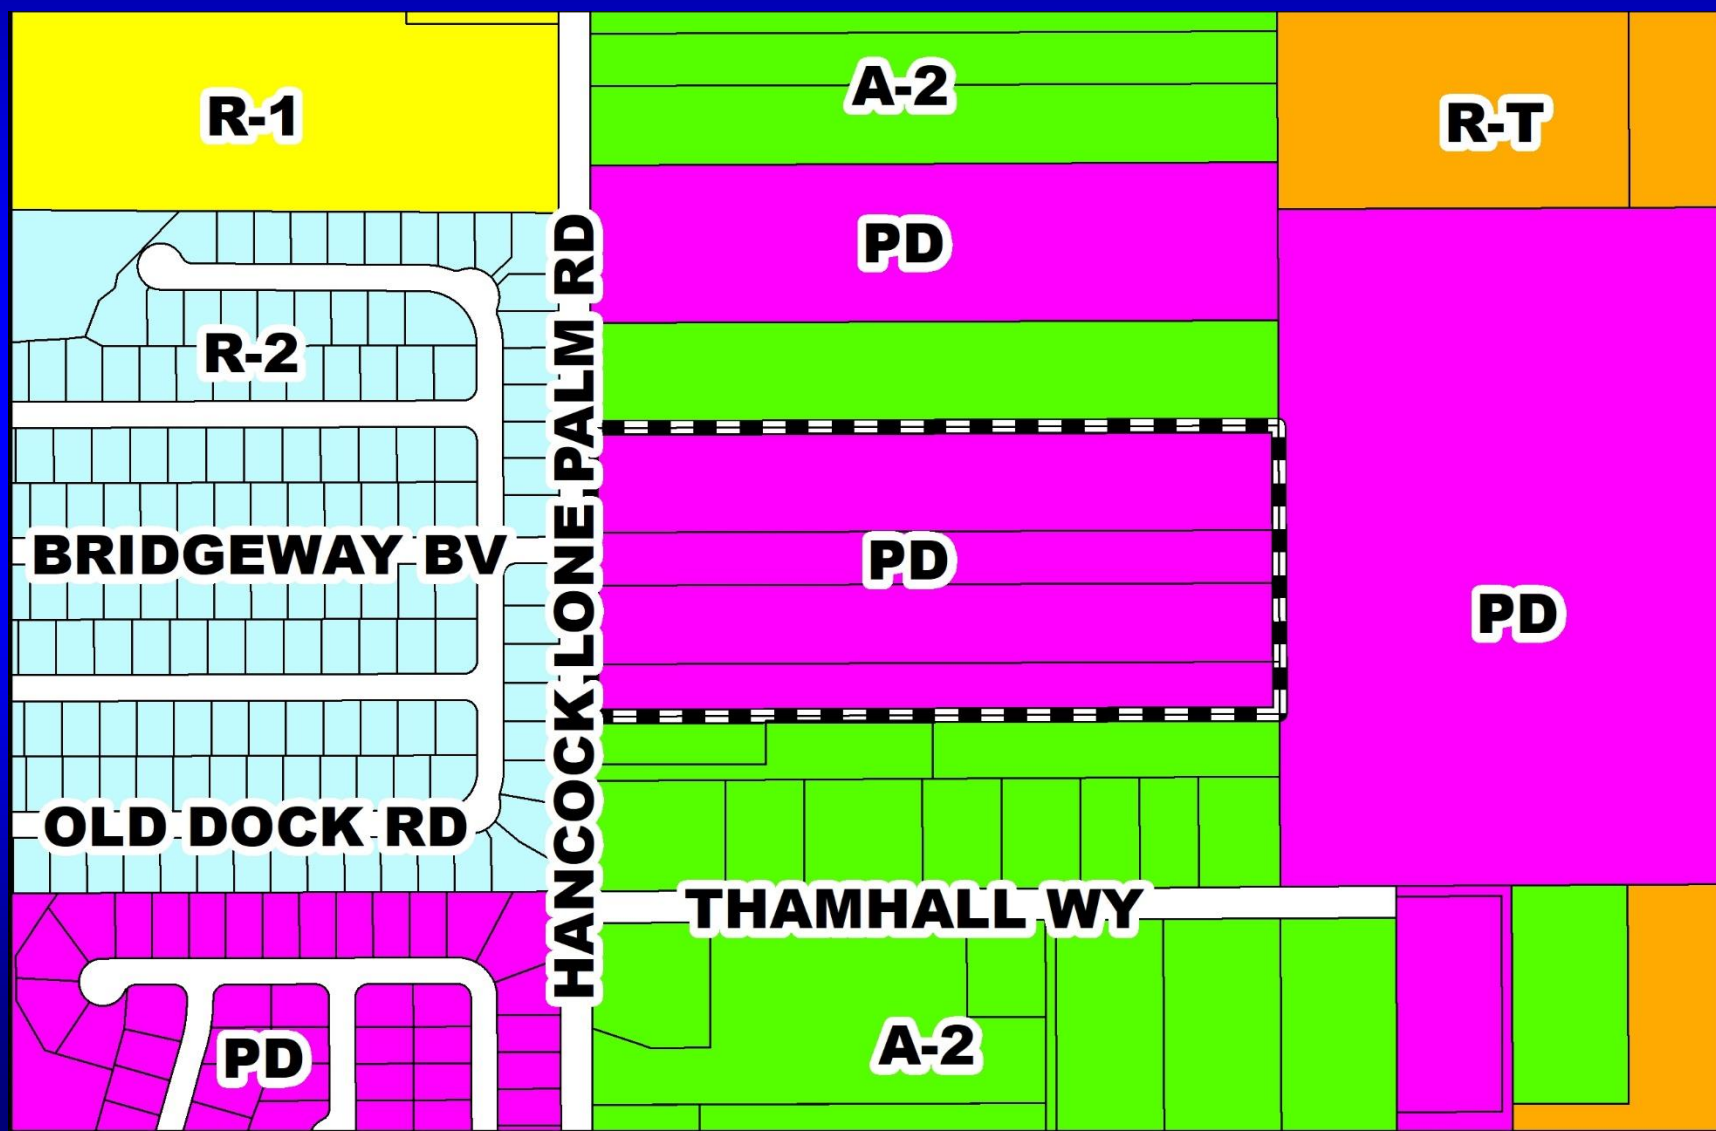 R-1
A-2
R-T
PD
R-2
HANCOCK LONE PALM RD
BRIDGEWAY BV
PD
PD
OLD DOCK RD
THAMHALL WY
PD
A-2